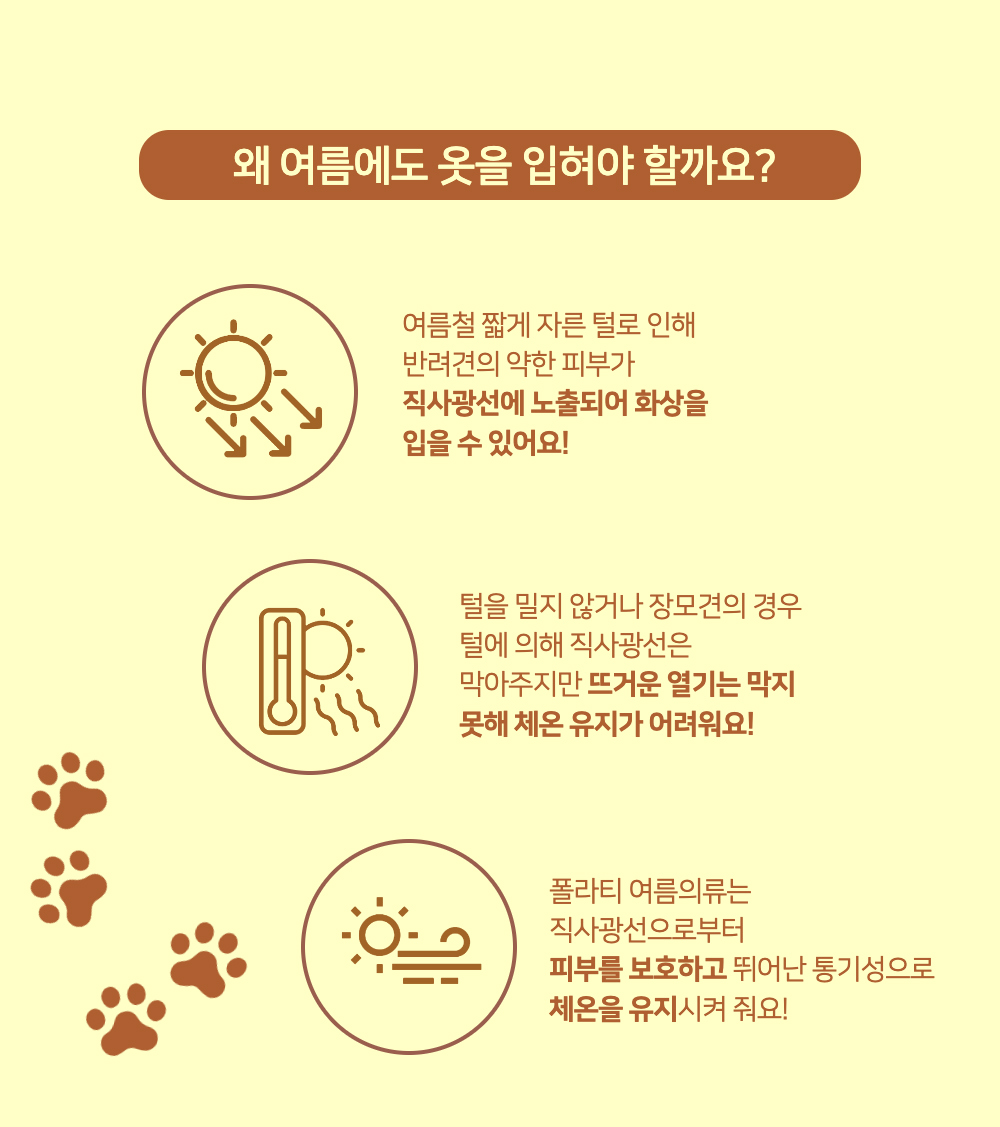 왜 여름에도 옷을 입혀야 할까요?
여름철 짧게 자른 털로 인해
반려견의 약한 피부가
직사광선에 노출되어 화상을
입을 수 있어요!
털을 밀지 않거나 장모견의 경우
털에 의해 직사광선은
막아주지만 뜨거운 열기는 막지
못해 체온 유지가 어려워요!
폴라티 여름의류는
직사광선으로부터
피부를 보호하고 뛰어난 통기성으로
체온을 유지시켜 줘요!